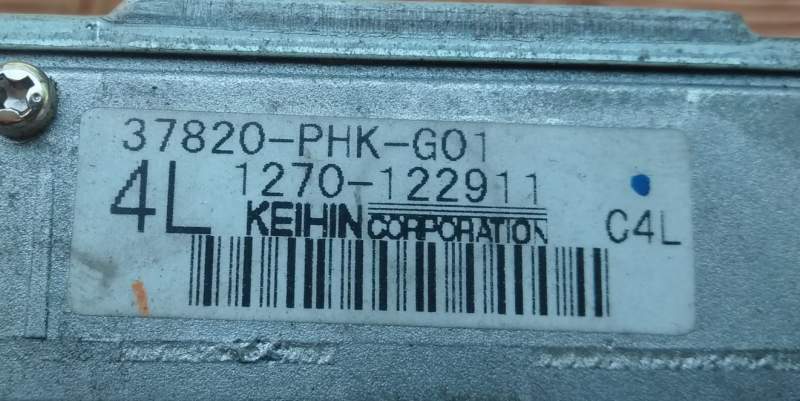 37820-PHK-G01
4L 1270-122911
KEIHIN CORPORATION C4L